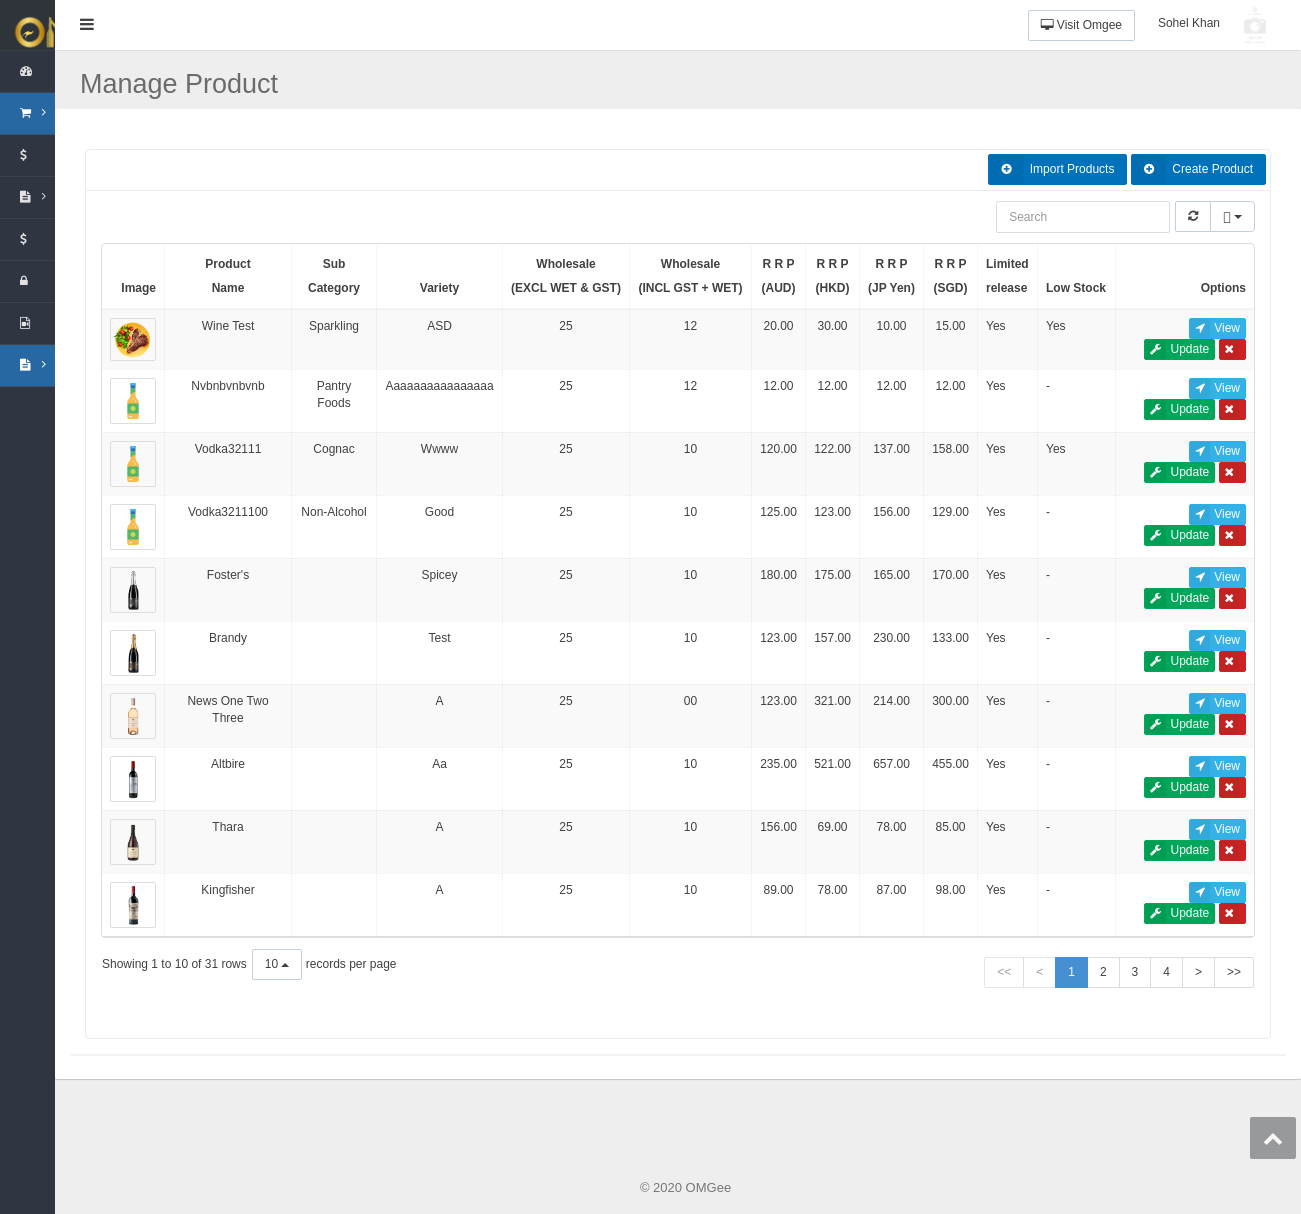 Visit Omgee
Sohel Khan
Manage Product
Import Products
Create Product
Search
Image Product Name Sub Category Variety Wholesale (EXCL WET & GST) Wholesale (INCL GST + WET) R R P (AUD) R R P (HKD) R R P (JP Yen) R R P (SGD) Limited release Low Stock Options
Wine Test Sparkling ASD 25 12 20.00 30.00 10.00 15.00 Yes Yes View
Update
Nvbnbvnbvnb Pantry Foods Aaaaaaaaaaaaaaaa 25 12 12.00 12.00 12.00 12.00 Yes - View
Update
Vodka32111 Cognac Wwww 25 10 120.00 122.00 137.00 158.00 Yes Yes View
Update
Vodka3211100 Non-Alcohol Good 25 10 125.00 123.00 156.00 129.00 Yes - View
Update
Foster's Spicey 25 10 180.00 175.00 165.00 170.00 Yes - View
Update
Brandy Test 25 10 123.00 157.00 230.00 133.00 Yes - View
Update
News One Two Three A 25 00 123.00 321.00 214.00 300.00 Yes - View
Update
Altbire Aa 25 10 235.00 521.00 657.00 455.00 Yes - View
Update
Thara A 25 10 156.00 69.00 78.00 85.00 Yes - View
Update
Kingfisher A 25 10 89.00 78.00 87.00 98.00 Yes - View
Update
Showing 1 to 10 of 31 rows 10 records per page
<< < 1 2 3 4 > >>
© 2020 OMGee